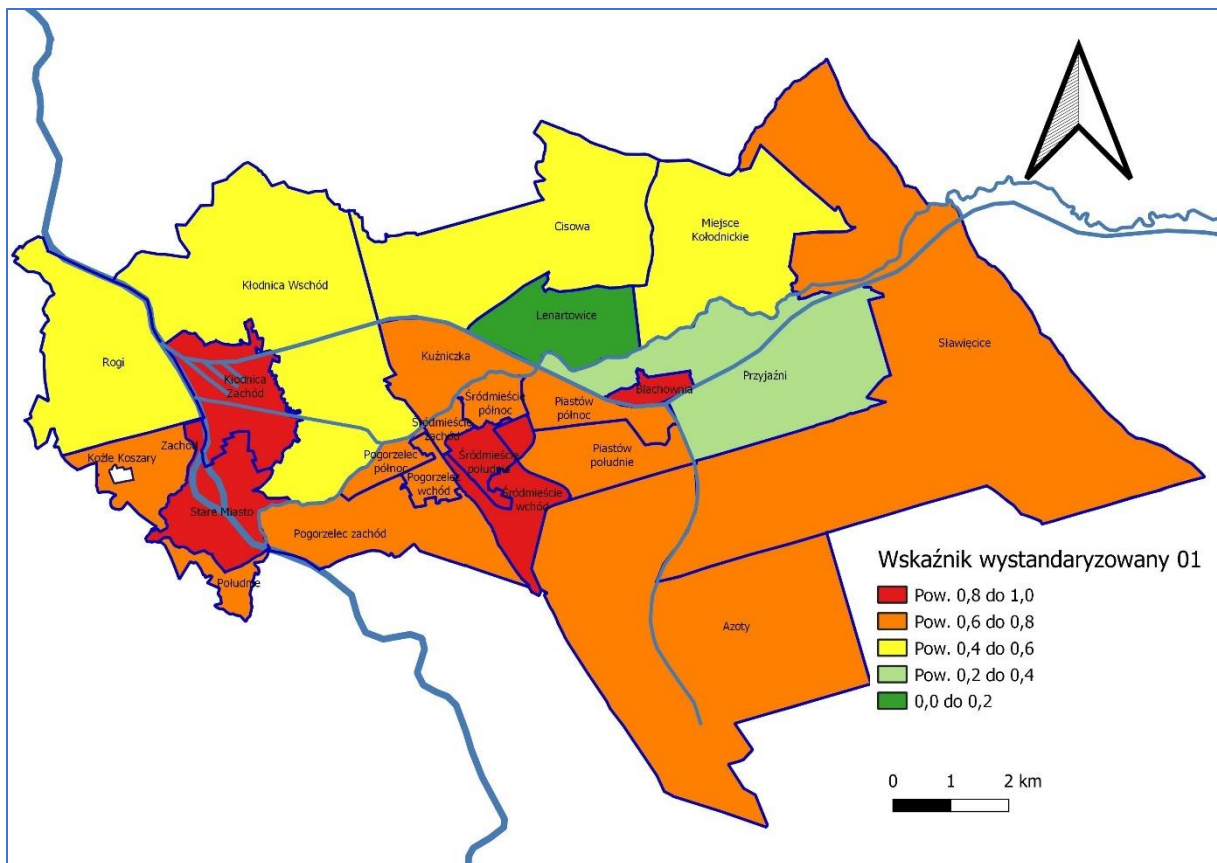 Cisowa
Miejsce
Kołodnickie
Kłodnica Wschód
Lenartowice
Sławięcice
Rogi
Kuźniczka
Przyjaźni
Kłodnica
Zachód
Blachownia
Śródmieście
północ
Piastów
północ
Śródmieście
zachód
Zachód
Koźle Koszary
Pogorzelec
północ
Śródmieście
południe
Piastów
południe
Pogorzelec
wchód
Śródmieście
wchód
Stare Miasto
Pogorzelec zachód
Południe
Azoty
Wskaźnik wystandaryzowany 01
Pow. 0,8 do 1,0
Pow. 0,6 do 0,8
Pow. 0,4 do 0,6
Pow. 0,2 do 0,4
0,0 do 0,2
0 1 2 km